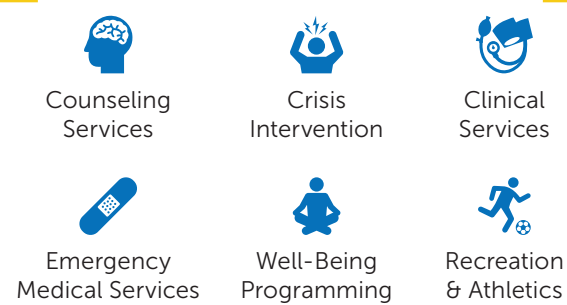 Counseling
Services
Crisis
Intervention
Clinical
Services
Emergency
Medical Services
Well-Being
Programming
Recreation
& Athletics